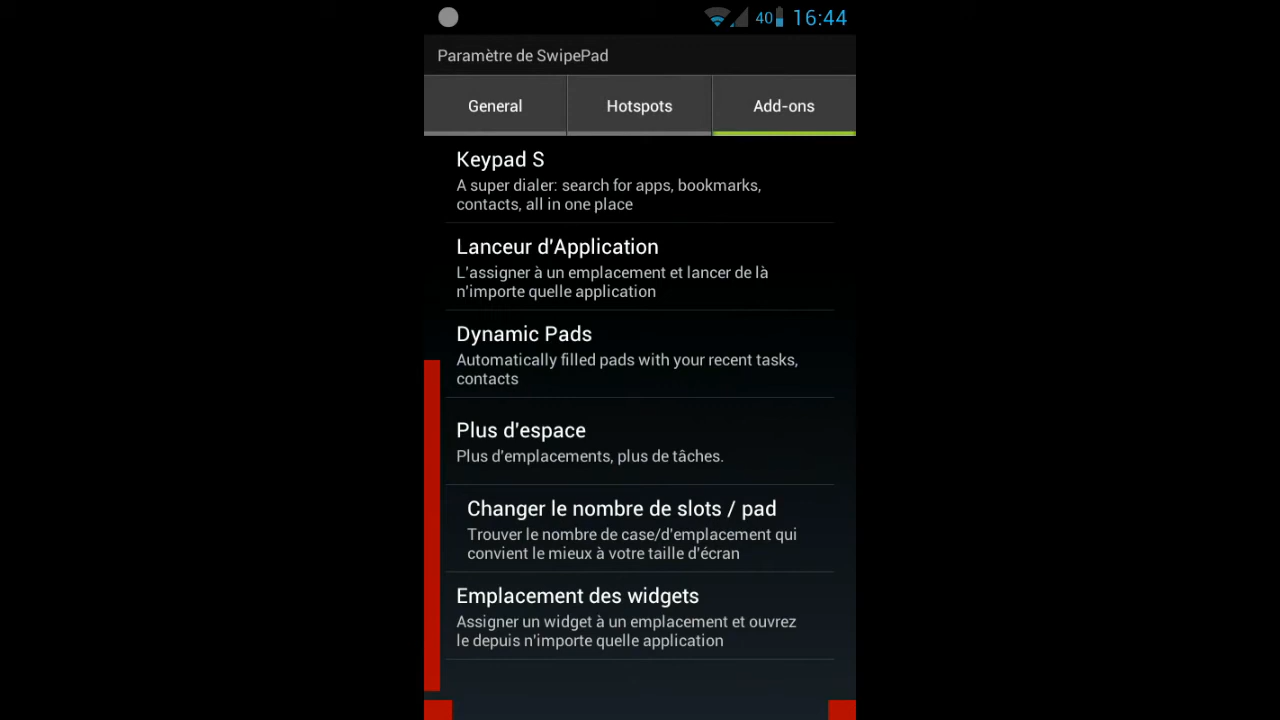 40 16:44
Paramètre de SwipePad
General Hotspots Add-ons
Keypad S
A super dialer: search for apps, bookmarks,
contacts, all in one place
Lanceur d'Application
L'assigner à un emplacement et lancer de là
n'importe quelle application
Dynamic Pads
Automatically filled pads with your recent tasks,
contacts
Plus d'espace
Plus d'emplacements, plus de tâches.
Changer le nombre de slots / pad
Trouver le nombre de case/d'emplacement qui
convient le mieux à votre taille d'écran
Emplacement des widgets
Assigner un widget à un emplacement et ouvrez
le depuis n'importe quelle application